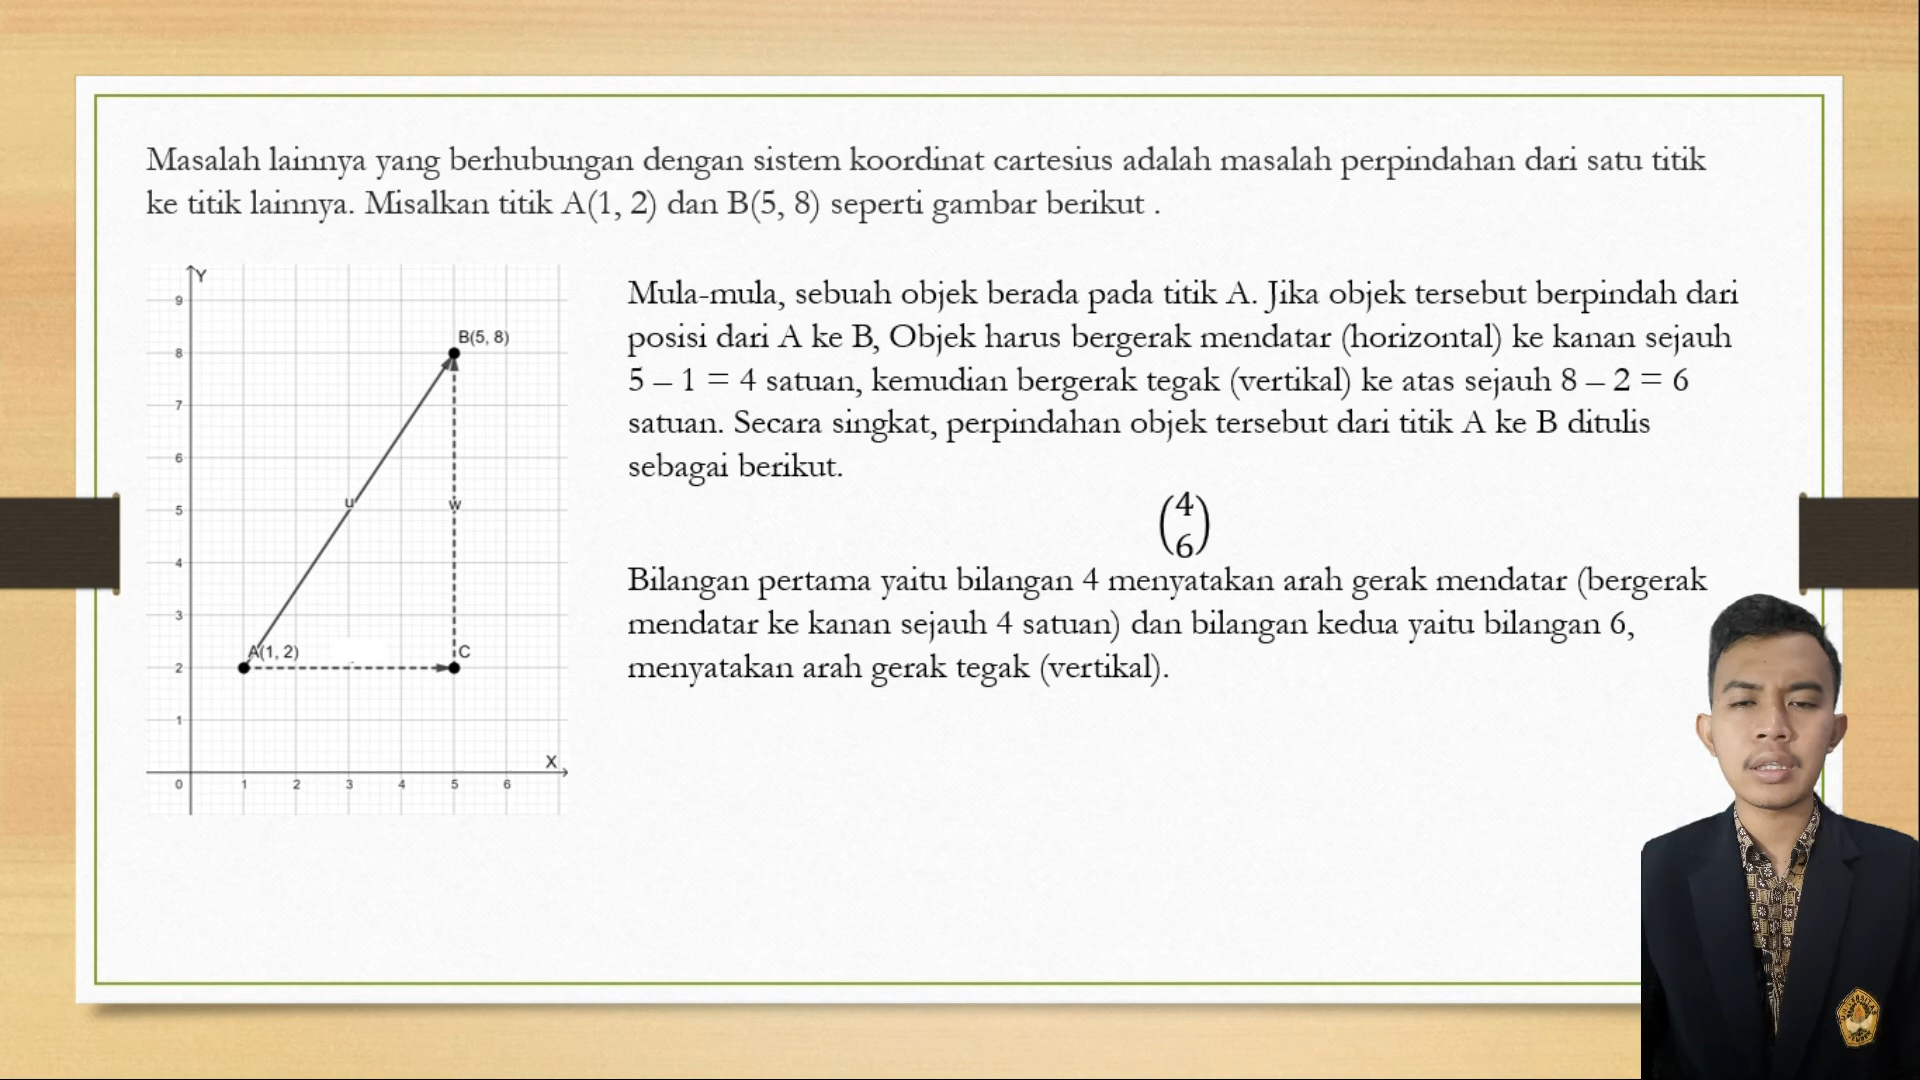 Masalah lainnya yang berhubungan dengan sistem koordinat cartesius adalah masalah perpindahan dari satu titik
ke titik lainnya. Misalkan titik A(1, 2) dan B(5, 8) seperti gambar berikut .
Y
9
8
7
6
5
4
3
2
1
0
1
2
3
4
5
6
X
B(5, 8)
u
w
A(1, 2)
C
Mula-mula, sebuah objek berada pada titik A. Jika objek tersebut berpindah dari
posisi dari A ke B, Objek harus bergerak mendatar (horizontal) ke kanan sejauh
5 – 1 = 4 satuan, kemudian bergerak tegak (vertikal) ke atas sejauh 8 – 2 = 6
satuan. Secara singkat, perpindahan objek tersebut dari titik A ke B ditulis
sebagai berikut.
(4
6)
Bilangan pertama yaitu bilangan 4 menyatakan arah gerak mendatar (bergerak
mendatar ke kanan sejauh 4 satuan) dan bilangan kedua yaitu bilangan 6,
menyatakan arah gerak tegak (vertikal).